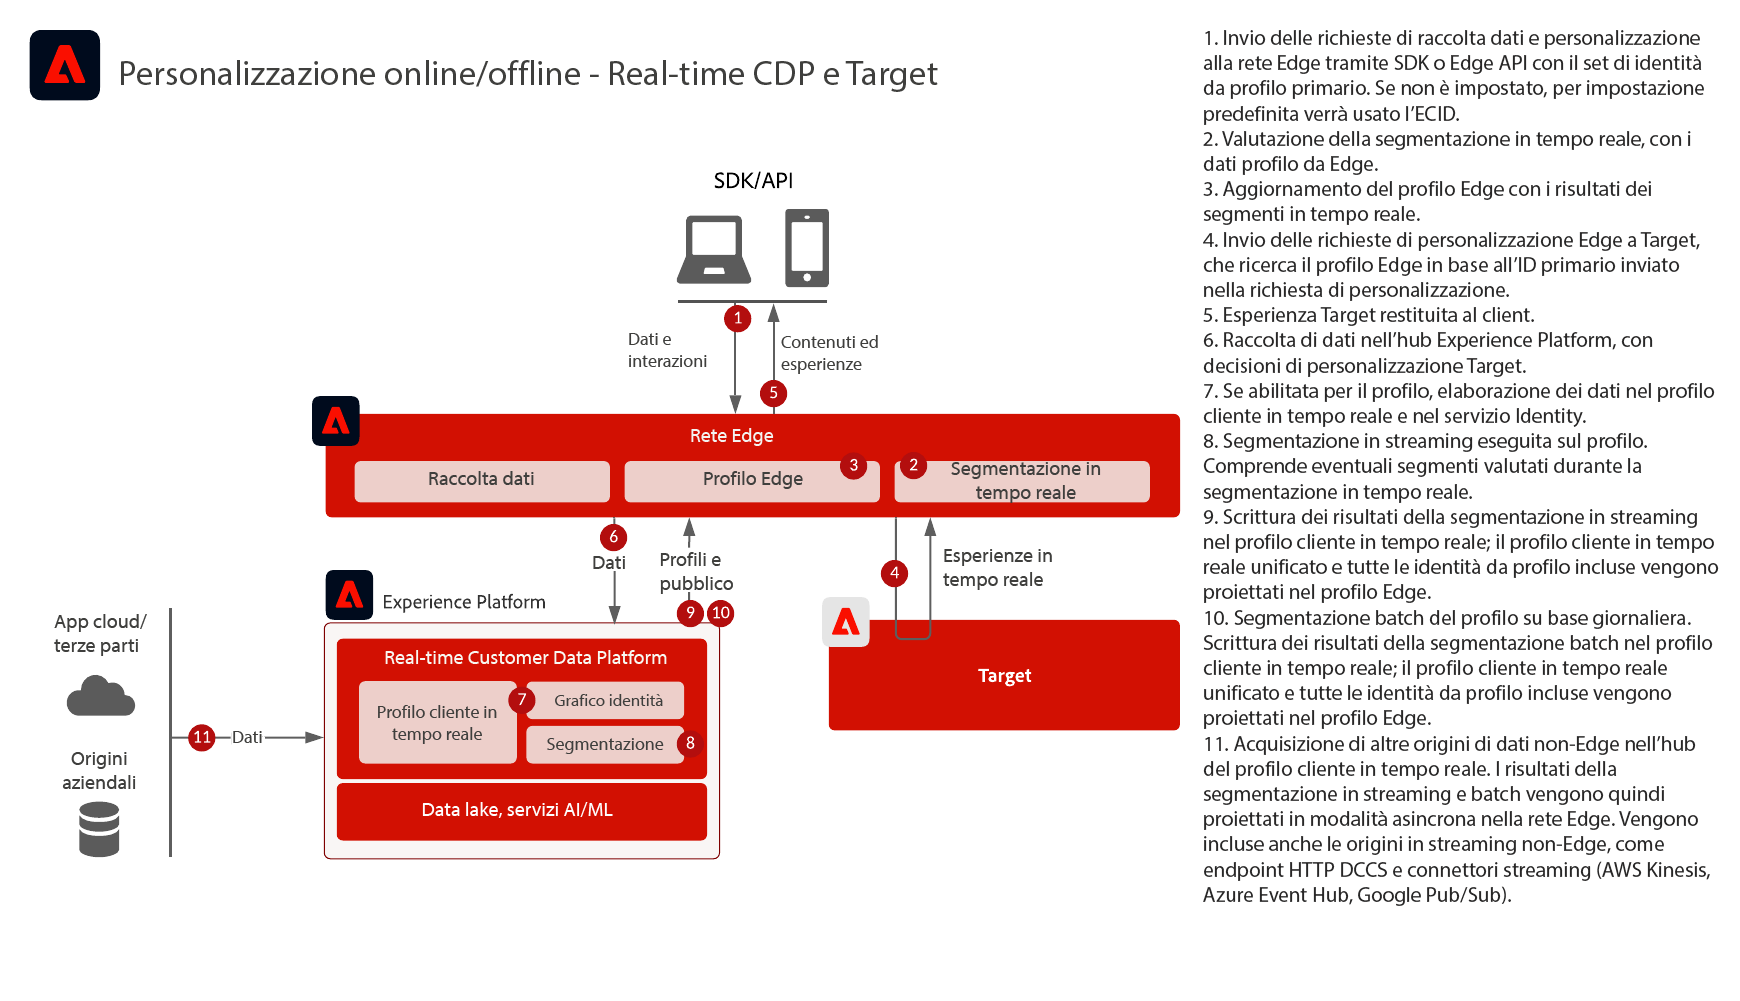 Personalizzazione online/offline - Real-time CDP e Target
SDK/API
1
Dati e
interazioni
Contenuti ed
esperienze
5
Rete Edge
Raccolta dati
Profilo Edge
3
2
Segmentazione in
tempo reale
6
Dati
Profili e
pubblico
9
10
4
Esperienze in
tempo reale
Experience Platform
Real-time Customer Data Platform
Profilo cliente in
tempo reale
7
Grafico identità
Segmentazione
8
Data lake, servizi AI/ML
Target
App cloud/
terze parti
11
Dati
Origini
aziendali
1. Invio delle richieste di raccolta dati e personalizzazione
alla rete Edge tramite SDK o Edge API con il set di identità
da profilo primario. Se non è impostato, per impostazione
predefinita verrà usato l’ECID.
2. Valutazione della segmentazione in tempo reale, con i
dati profilo da Edge.
3. Aggiornamento del profilo Edge con i risultati dei
segmenti in tempo reale.
4. Invio delle richieste di personalizzazione Edge a Target,
che ricerca il profilo Edge in base all’ID primario inviato
nella richiesta di personalizzazione.
5. Esperienza Target restituita al client.
6. Raccolta di dati nell’hub Experience Platform, con
decisioni di personalizzazione Target.
7. Se abilitata per il profilo, elaborazione dei dati nel profilo
cliente in tempo reale e nel servizio Identity.
8. Segmentazione in streaming eseguita sul profilo.
Comprende eventuali segmenti valutati durante la
segmentazione in tempo reale.
9. Scrittura dei risultati della segmentazione in streaming
nel profilo cliente in tempo reale; il profilo cliente in tempo
reale unificato e tutte le identità da profilo incluse vengono
proiettati nel profilo Edge.
10. Segmentazione batch del profilo su base giornaliera.
Scrittura dei risultati della segmentazione batch nel profilo
cliente in tempo reale; il profilo cliente in tempo reale
unificato e tutte le identità da profilo incluse vengono
proiettati nel profilo Edge.
11. Acquisizione di altre origini di dati non-Edge nell’hub
del profilo cliente in tempo reale. I risultati della
segmentazione in streaming e batch vengono quindi
proiettati in modalità asincrona nella rete Edge. Vengono
incluse anche le origini in streaming non-Edge, come
endpoint HTTP DCCS e connettori streaming (AWS Kinesis,
Azure Event Hub, Google Pub/Sub).